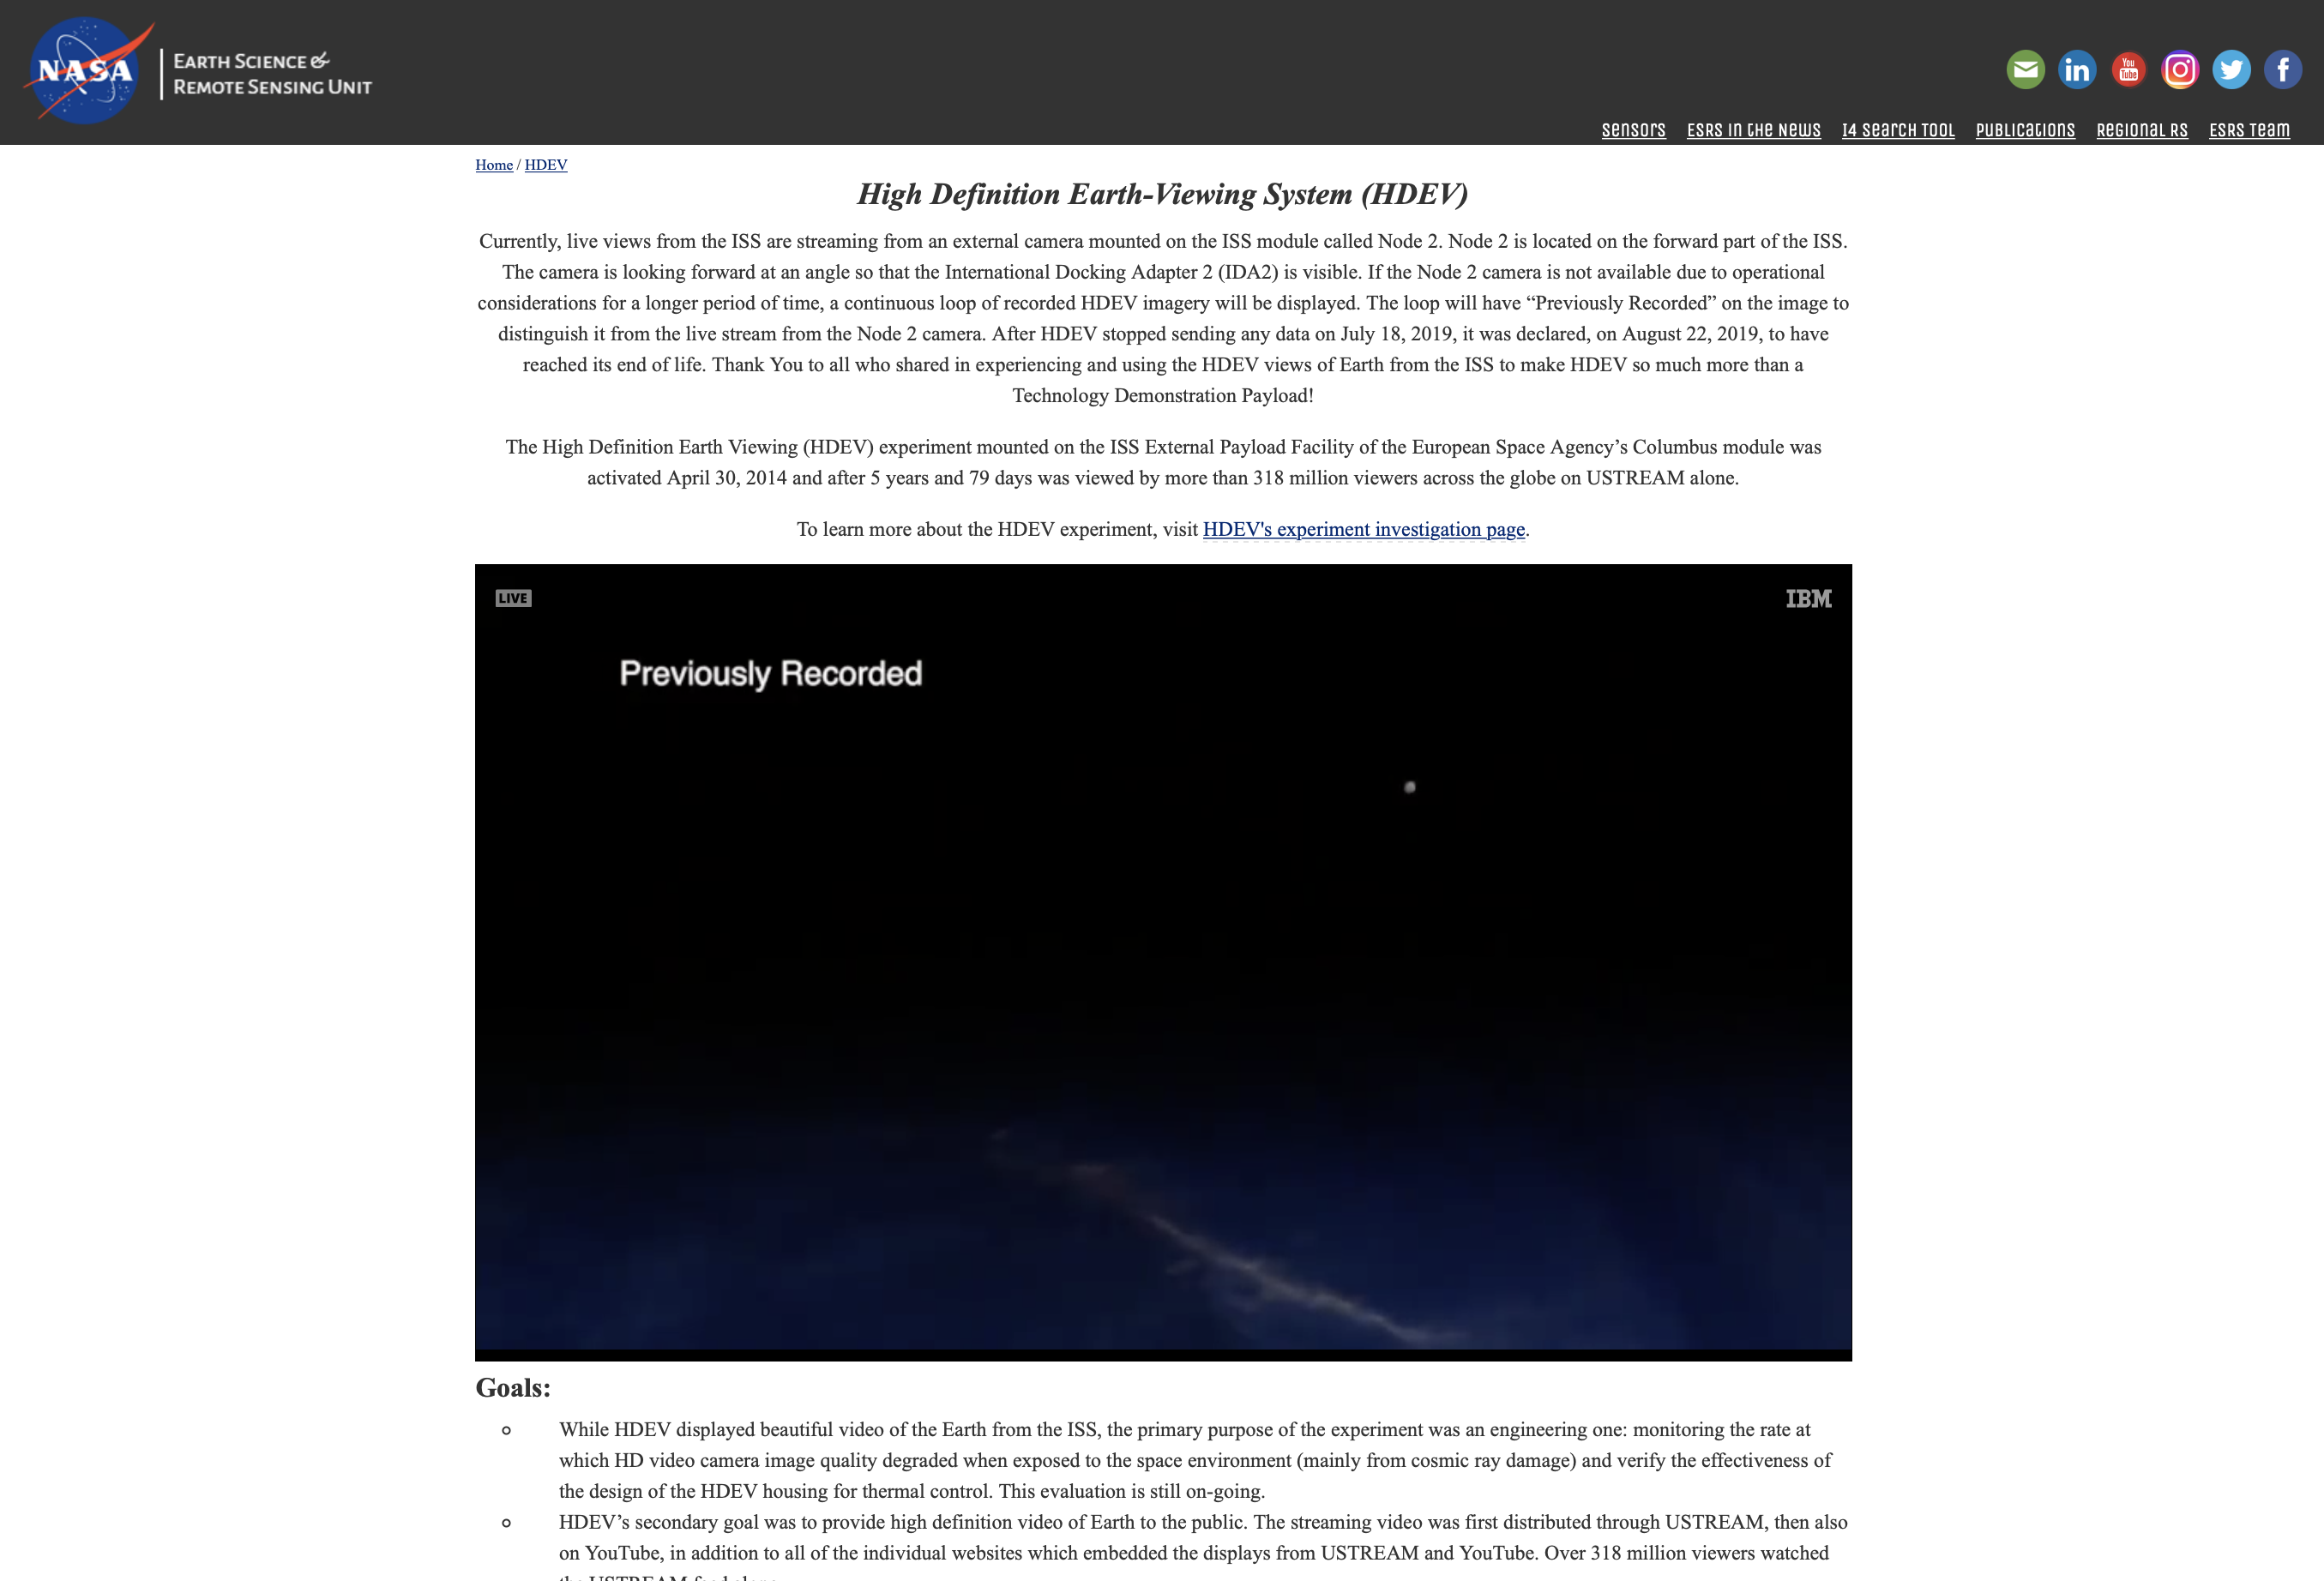 NASA
Earth Science &
Remote Sensing Unit
You
Tube
in
f
Sensors ESRS in the News I4 Search Tool Publications Regional RS ESRS Team
Home / HDEV
High Definition Earth-Viewing System (HDEV)
Currently, live views from the ISS are streaming from an external camera mounted on the ISS module called Node 2. Node 2 is located on the forward part of the ISS.
The camera is looking forward at an angle so that the International Docking Adapter 2 (IDA2) is visible. If the Node 2 camera is not available due to operational
considerations for a longer period of time, a continuous loop of recorded HDEV imagery will be displayed. The loop will have “Previously Recorded” on the image to
distinguish it from the live stream from the Node 2 camera. After HDEV stopped sending any data on July 18, 2019, it was declared, on August 22, 2019, to have
reached its end of life. Thank You to all who shared in experiencing and using the HDEV views of Earth from the ISS to make HDEV so much more than a
Technology Demonstration Payload!
The High Definition Earth Viewing (HDEV) experiment mounted on the ISS External Payload Facility of the European Space Agency’s Columbus module was
activated April 30, 2014 and after 5 years and 79 days was viewed by more than 318 million viewers across the globe on USTREAM alone.
To learn more about the HDEV experiment, visit HDEV's experiment investigation page.
LIVE
IBM
Previously Recorded
Goals:
While HDEV displayed beautiful video of the Earth from the ISS, the primary purpose of the experiment was an engineering one: monitoring the rate at
which HD video camera image quality degraded when exposed to the space environment (mainly from cosmic ray damage) and verify the effectiveness of
the design of the HDEV housing for thermal control. This evaluation is still on-going.
HDEV’s secondary goal was to provide high definition video of Earth to the public. The streaming video was first distributed through USTREAM, then also
on YouTube, in addition to all of the individual websites which embedded the displays from USTREAM and YouTube. Over 318 million viewers watched